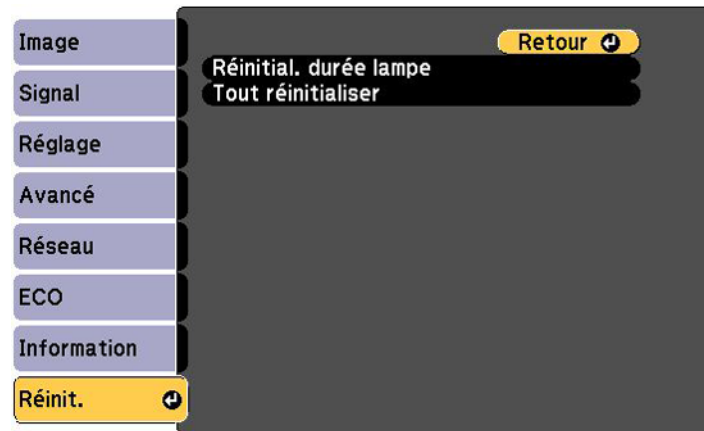 Image
Signal
Réglage
Avancé
Réseau
ECO
Information
Réinit.
Retour
Réinitial. durée lampe
Tout réinitialiser